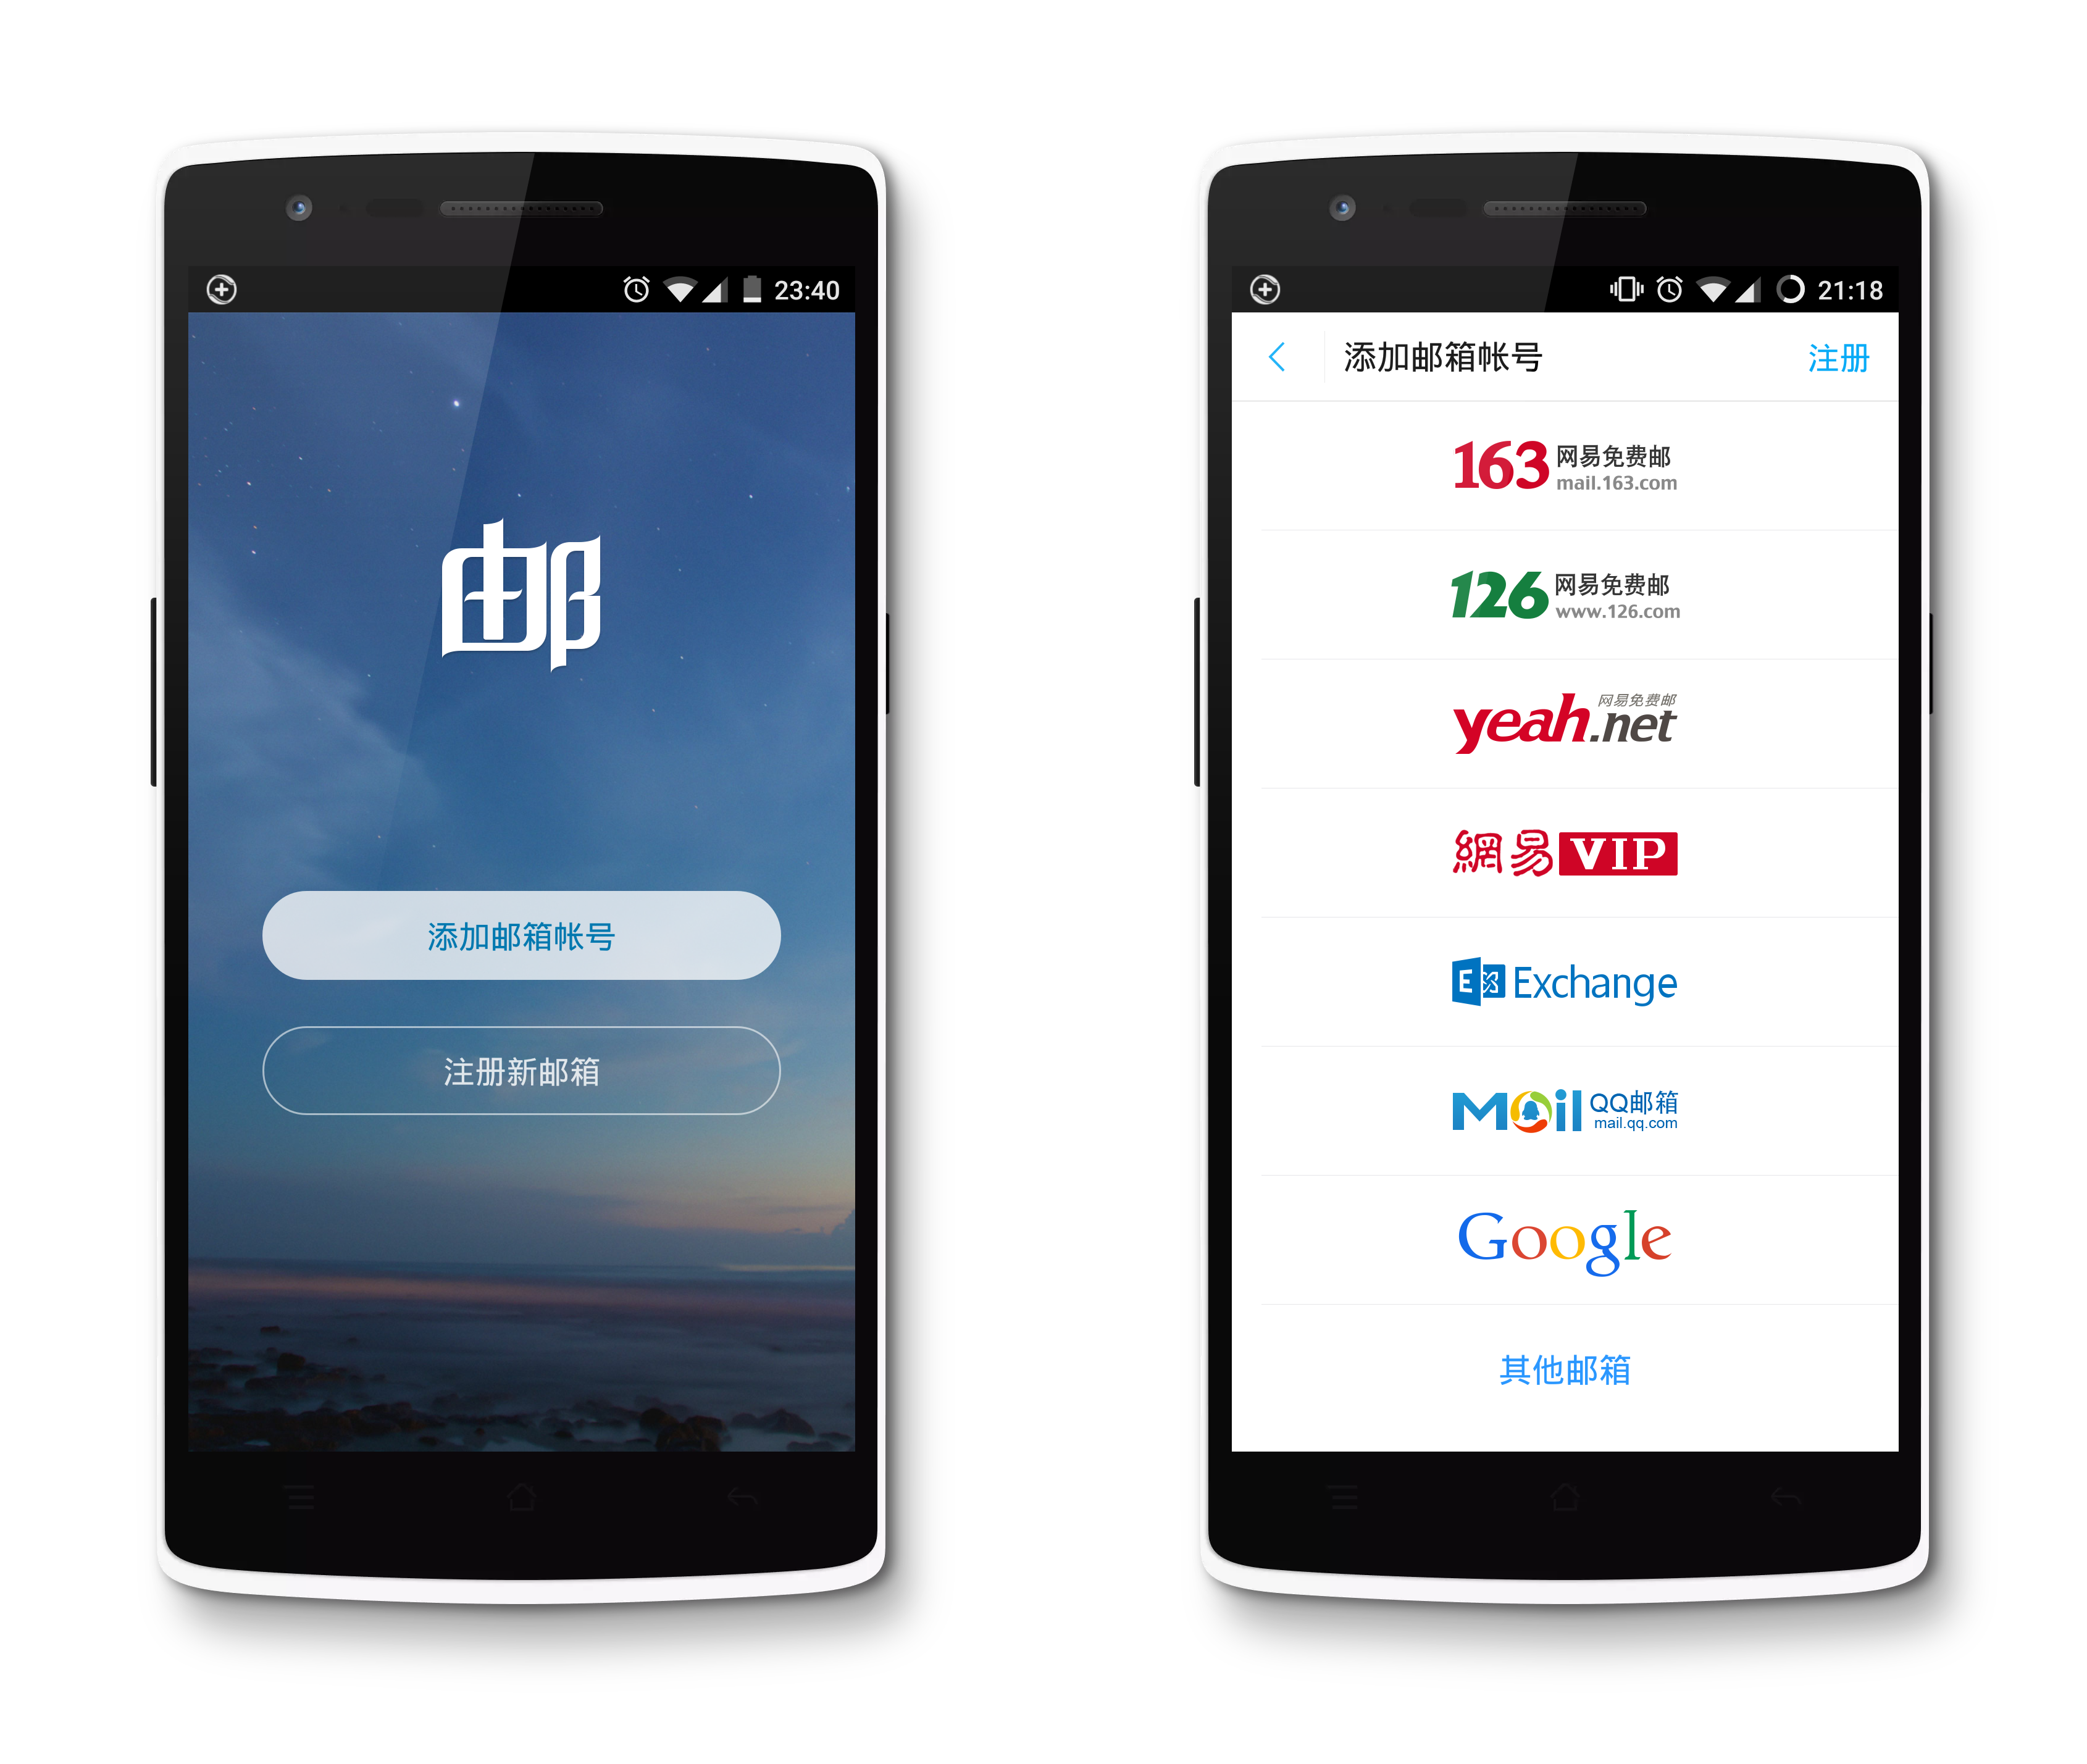 23:40
邮
添加邮箱帐号
注册新邮箱
21:18
添加邮箱帐号
注册
163 网易免费邮
mail.163.com
126 网易免费邮
www.126.com
网易免费邮
yeah.net
網易VIP
Exchange
Mail QQ邮箱
mail.qq.com
Google
其他邮箱